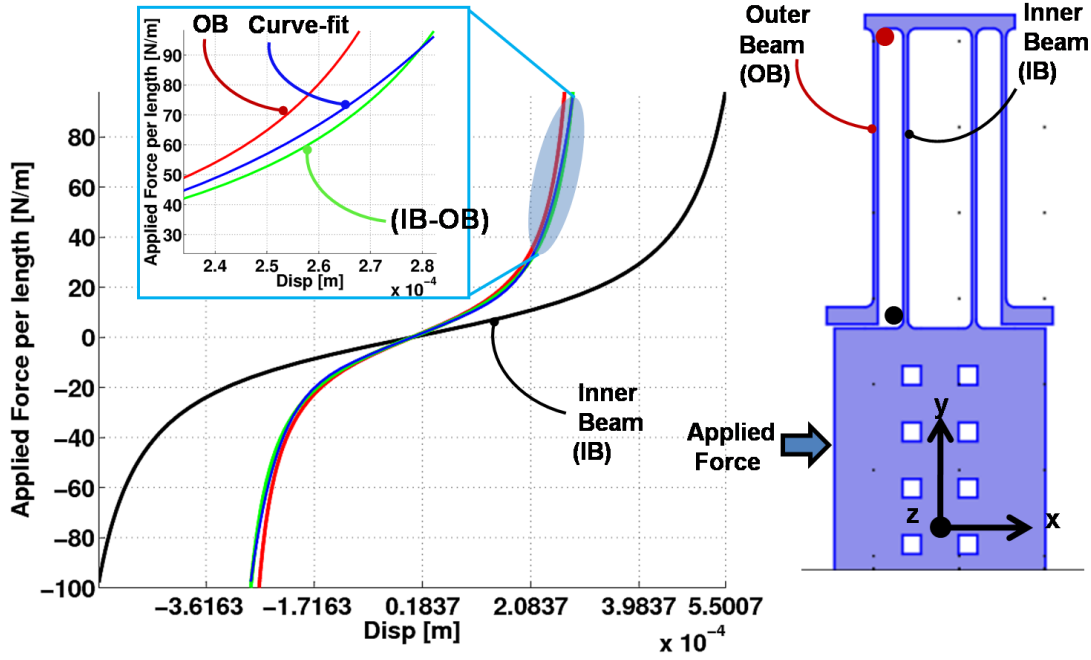 OB
Curve-fit
90
80
70
60
50
40
30
Applied Force per length [N/m]
(IB-OB)
2.4
2.5
2.6
2.7
2.8
Disp [m]
x 10⁻⁴
80
60
40
20
0
−20
−40
−60
−80
−100
Applied Force per length [N/m]
Inner
Beam
(IB)
−3.6163
−1.7163
0.1837
2.0837
3.9837
5.5007
Disp [m]
x 10⁻⁴
Outer
Beam
(OB)
Inner
Beam
(IB)
Applied
Force
y
z
x